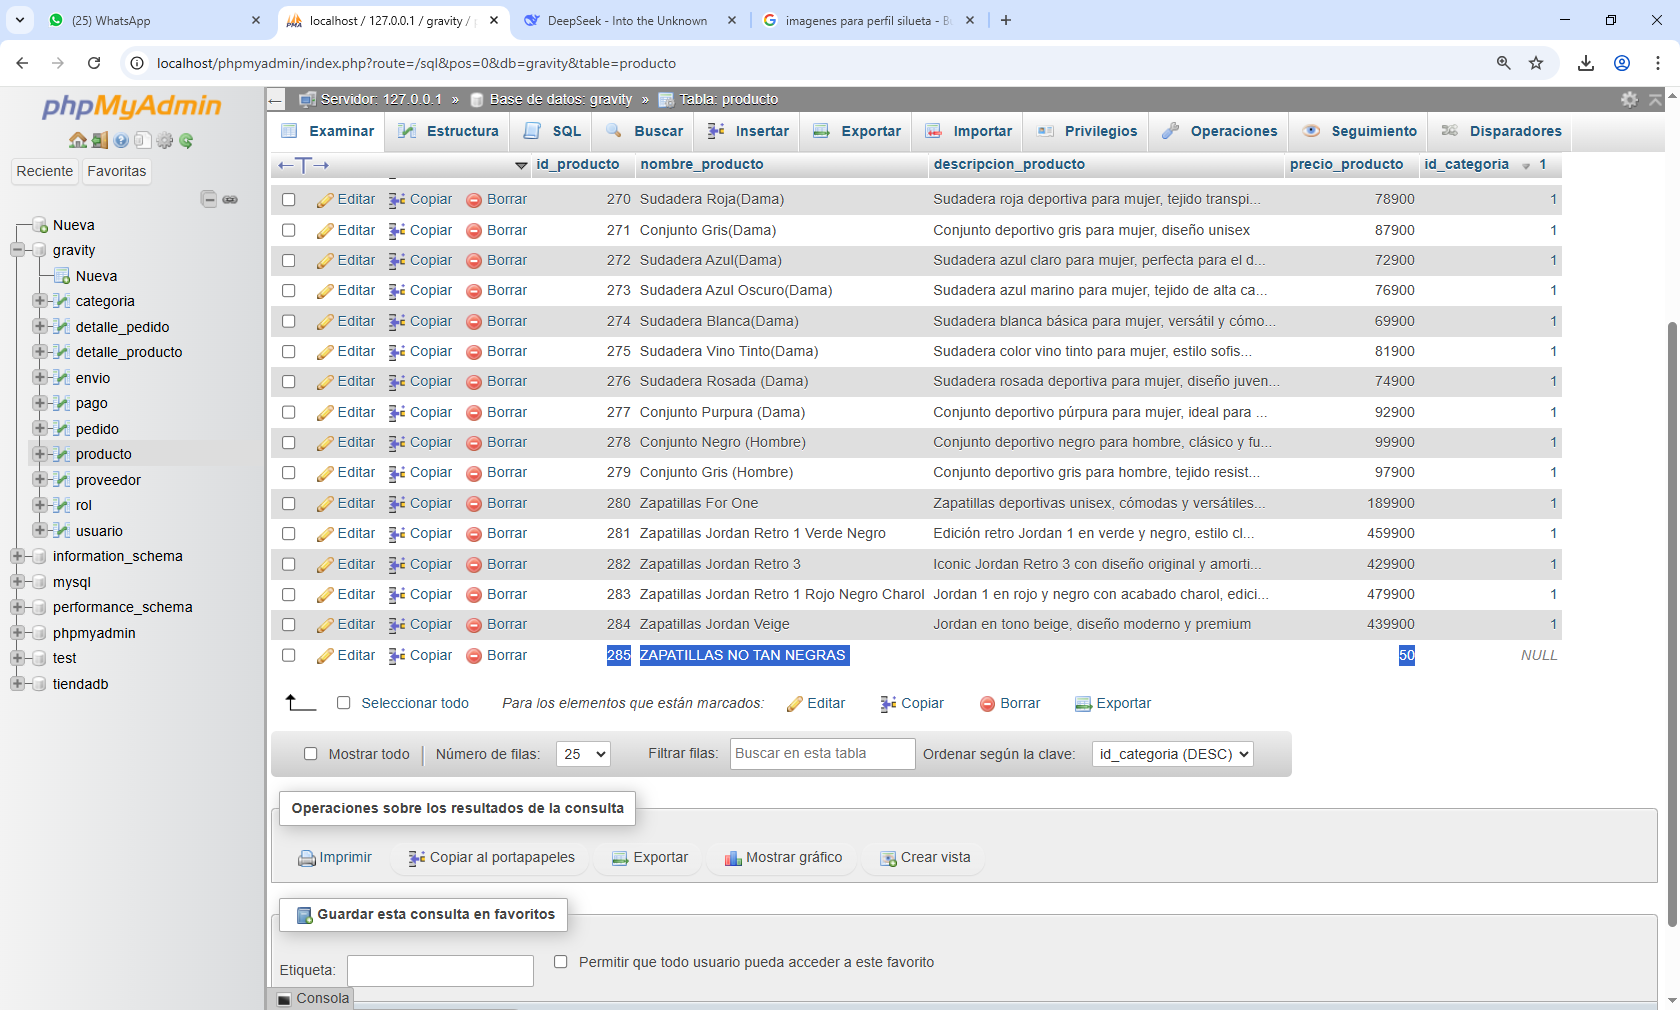 (25) WhatsApp
localhost / 127.0.0.1 / gravity /
DeepSeek - Into the Unknown
imagenes para perfil silueta - B
localhost/phpmyadmin/index.php?route=/sql&pos=0&db=gravity&table=producto
phpMyAdmin
Reciente Favoritas
Nueva
gravity
Nueva
categoria
detalle_pedido
detalle_producto
envio
pago
pedido
producto
proveedor
rol
usuario
information_schema
mysql
performance_schema
phpmyadmin
test
tiendadb
Servidor: 127.0.0.1 » Base de datos: gravity » Tabla: producto
Examinar Estructura SQL Buscar Insertar Exportar Importar Privilegios Operaciones Seguimiento Disparadores
id_producto nombre_producto descripcion_producto precio_producto id_categoria 1
Editar Copiar Borrar 270 Sudadera Roja(Dama) Sudadera roja deportiva para mujer, tejido transpi... 78900 1
Editar Copiar Borrar 271 Conjunto Gris(Dama) Conjunto deportivo gris para mujer, diseño unisex 87900 1
Editar Copiar Borrar 272 Sudadera Azul(Dama) Sudadera azul claro para mujer, perfecta para el d... 72900 1
Editar Copiar Borrar 273 Sudadera Azul Oscuro(Dama) Sudadera azul marino para mujer, tejido de alta ca... 76900 1
Editar Copiar Borrar 274 Sudadera Blanca(Dama) Sudadera blanca básica para mujer, versátil y cómo... 69900 1
Editar Copiar Borrar 275 Sudadera Vino Tinto(Dama) Sudadera color vino tinto para mujer, estilo sofis... 81900 1
Editar Copiar Borrar 276 Sudadera Rosada (Dama) Sudadera rosada deportiva para mujer, diseño juven... 74900 1
Editar Copiar Borrar 277 Conjunto Purpura (Dama) Conjunto deportivo púrpura para mujer, ideal para ... 92900 1
Editar Copiar Borrar 278 Conjunto Negro (Hombre) Conjunto deportivo negro para hombre, clásico y fu... 99900 1
Editar Copiar Borrar 279 Conjunto Gris (Hombre) Conjunto deportivo gris para hombre, tejido resist... 97900 1
Editar Copiar Borrar 280 Zapatillas For One Zapatillas deportivas unisex, cómodas y versátiles... 189900 1
Editar Copiar Borrar 281 Zapatillas Jordan Retro 1 Verde Negro Edición retro Jordan 1 en verde y negro, estilo cl... 459900 1
Editar Copiar Borrar 282 Zapatillas Jordan Retro 3 Iconic Jordan Retro 3 con diseño original y amorti... 429900 1
Editar Copiar Borrar 283 Zapatillas Jordan Retro 1 Rojo Negro Charol Jordan 1 en rojo y negro con acabado charol, edici... 479900 1
Editar Copiar Borrar 284 Zapatillas Jordan Veige Jordan en tono beige, diseño moderno y premium 439900 1
Editar Copiar Borrar 285 ZAPATILLAS NO TAN NEGRAS 50 NULL
Seleccionar todo Para los elementos que están marcados: Editar Copiar Borrar Exportar
Mostrar todo Número de filas: 25 Filtrar filas: Buscar en esta tabla Ordenar según la clave: id_categoria (DESC)
Operaciones sobre los resultados de la consulta
Imprimir Copiar al portapapeles Exportar Mostrar gráfico Crear vista
Guardar esta consulta en favoritos
Etiqueta: Permitir que todo usuario pueda acceder a este favorito
Consola